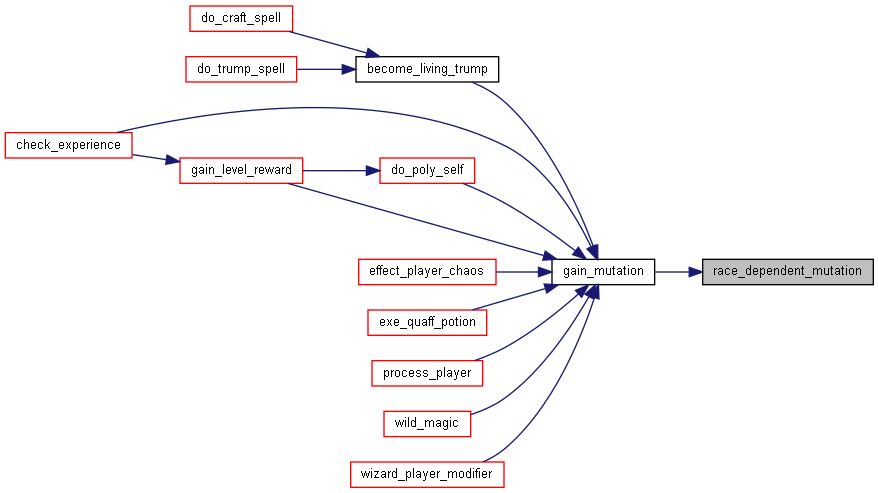 do_craft_spell
do_trump_spell
become_living_trump
check_experience
gain_level_reward
do_poly_self
effect_player_chaos
gain_mutation
race_dependent_mutation
exe_quaff_potion
process_player
wild_magic
wizard_player_modifier